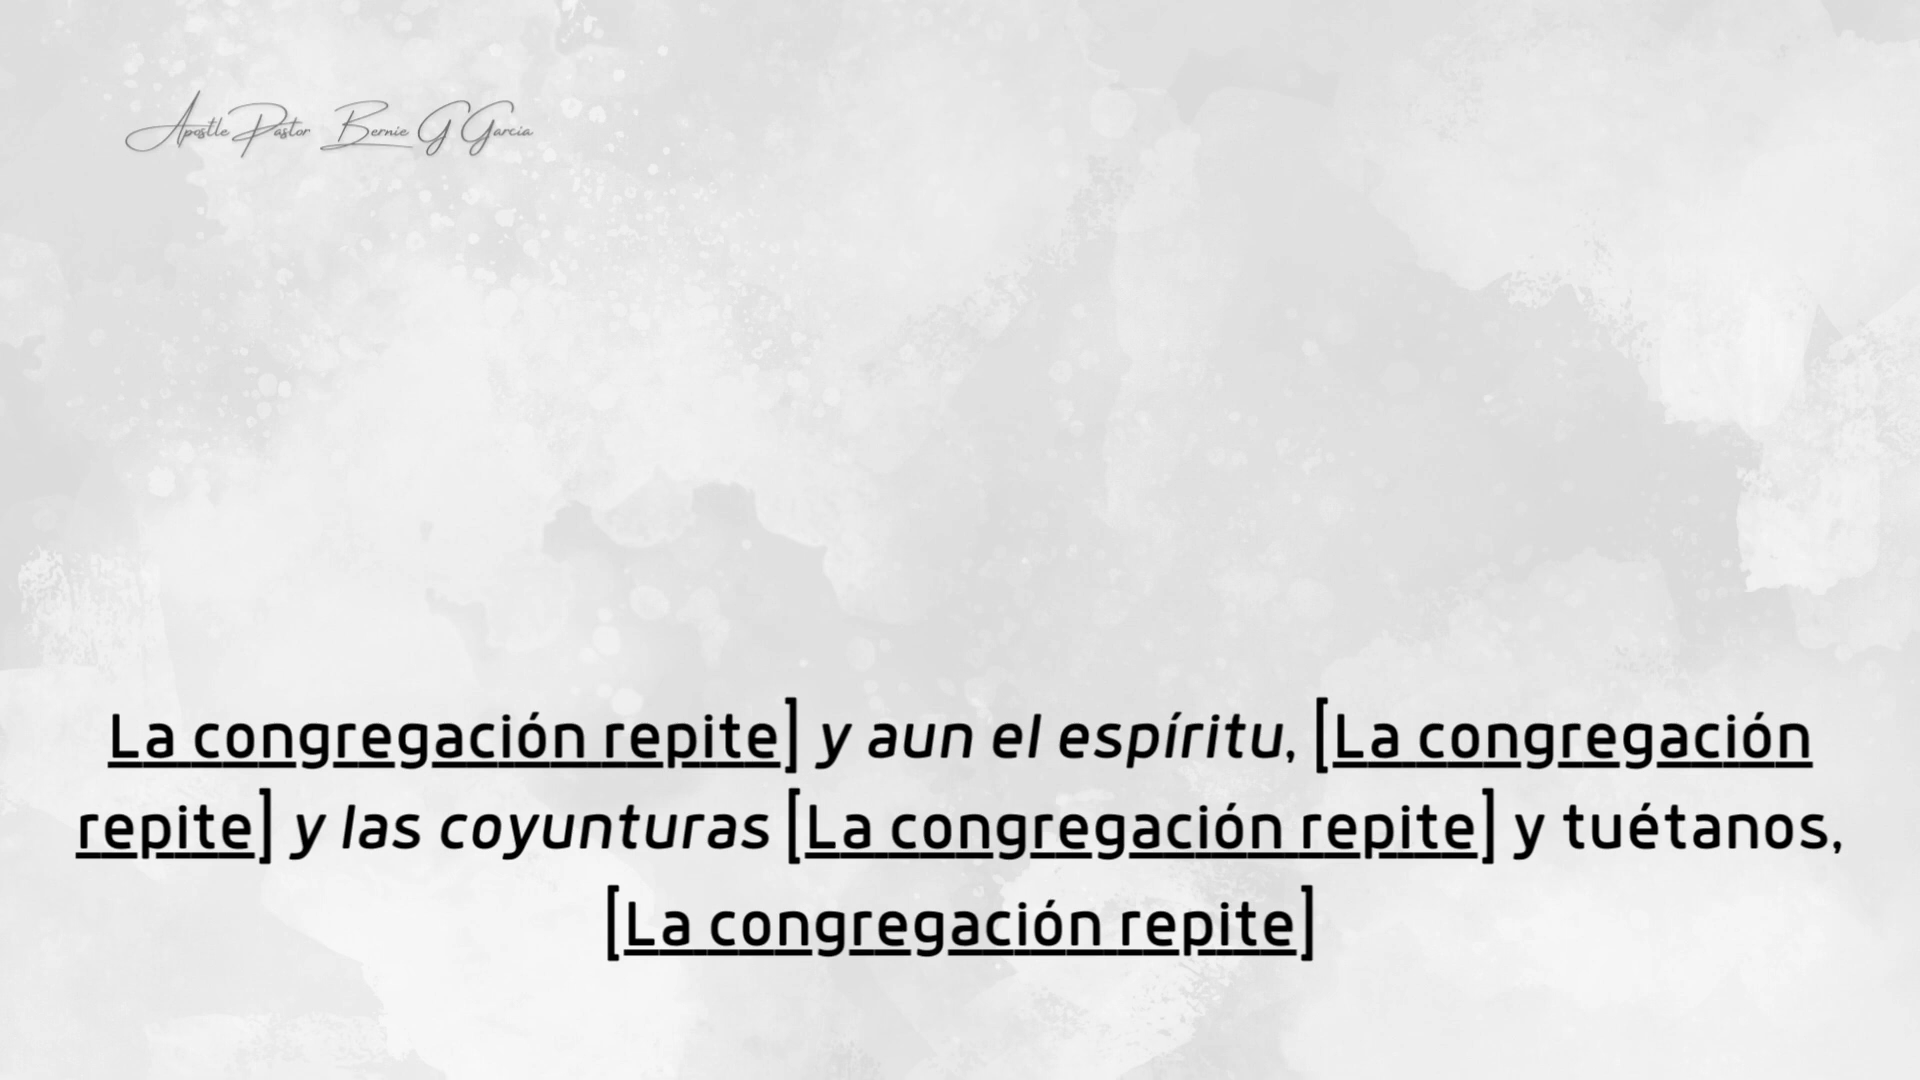 Apostle Pastor Bernie G Garcia
La congregación repite] y aun el espíritu, [La congregación
repite] y las coyunturas [La congregación repite] y tuétanos,
[La congregación repite]